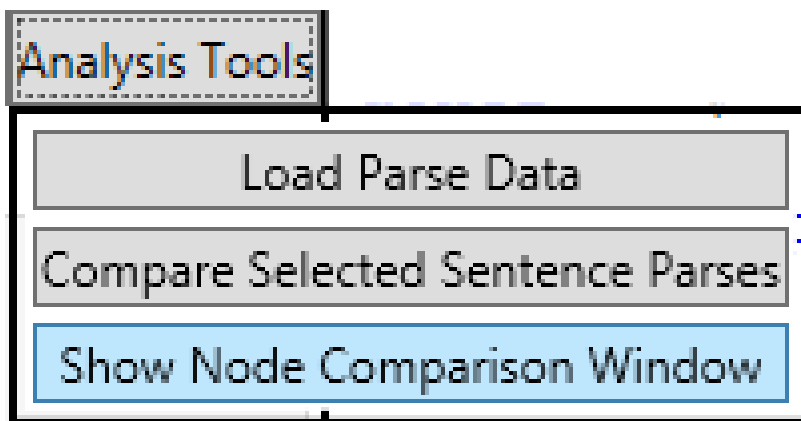 Analysis Tools
Load Parse Data
Compare Selected Sentence Parses
Show Node Comparison Window